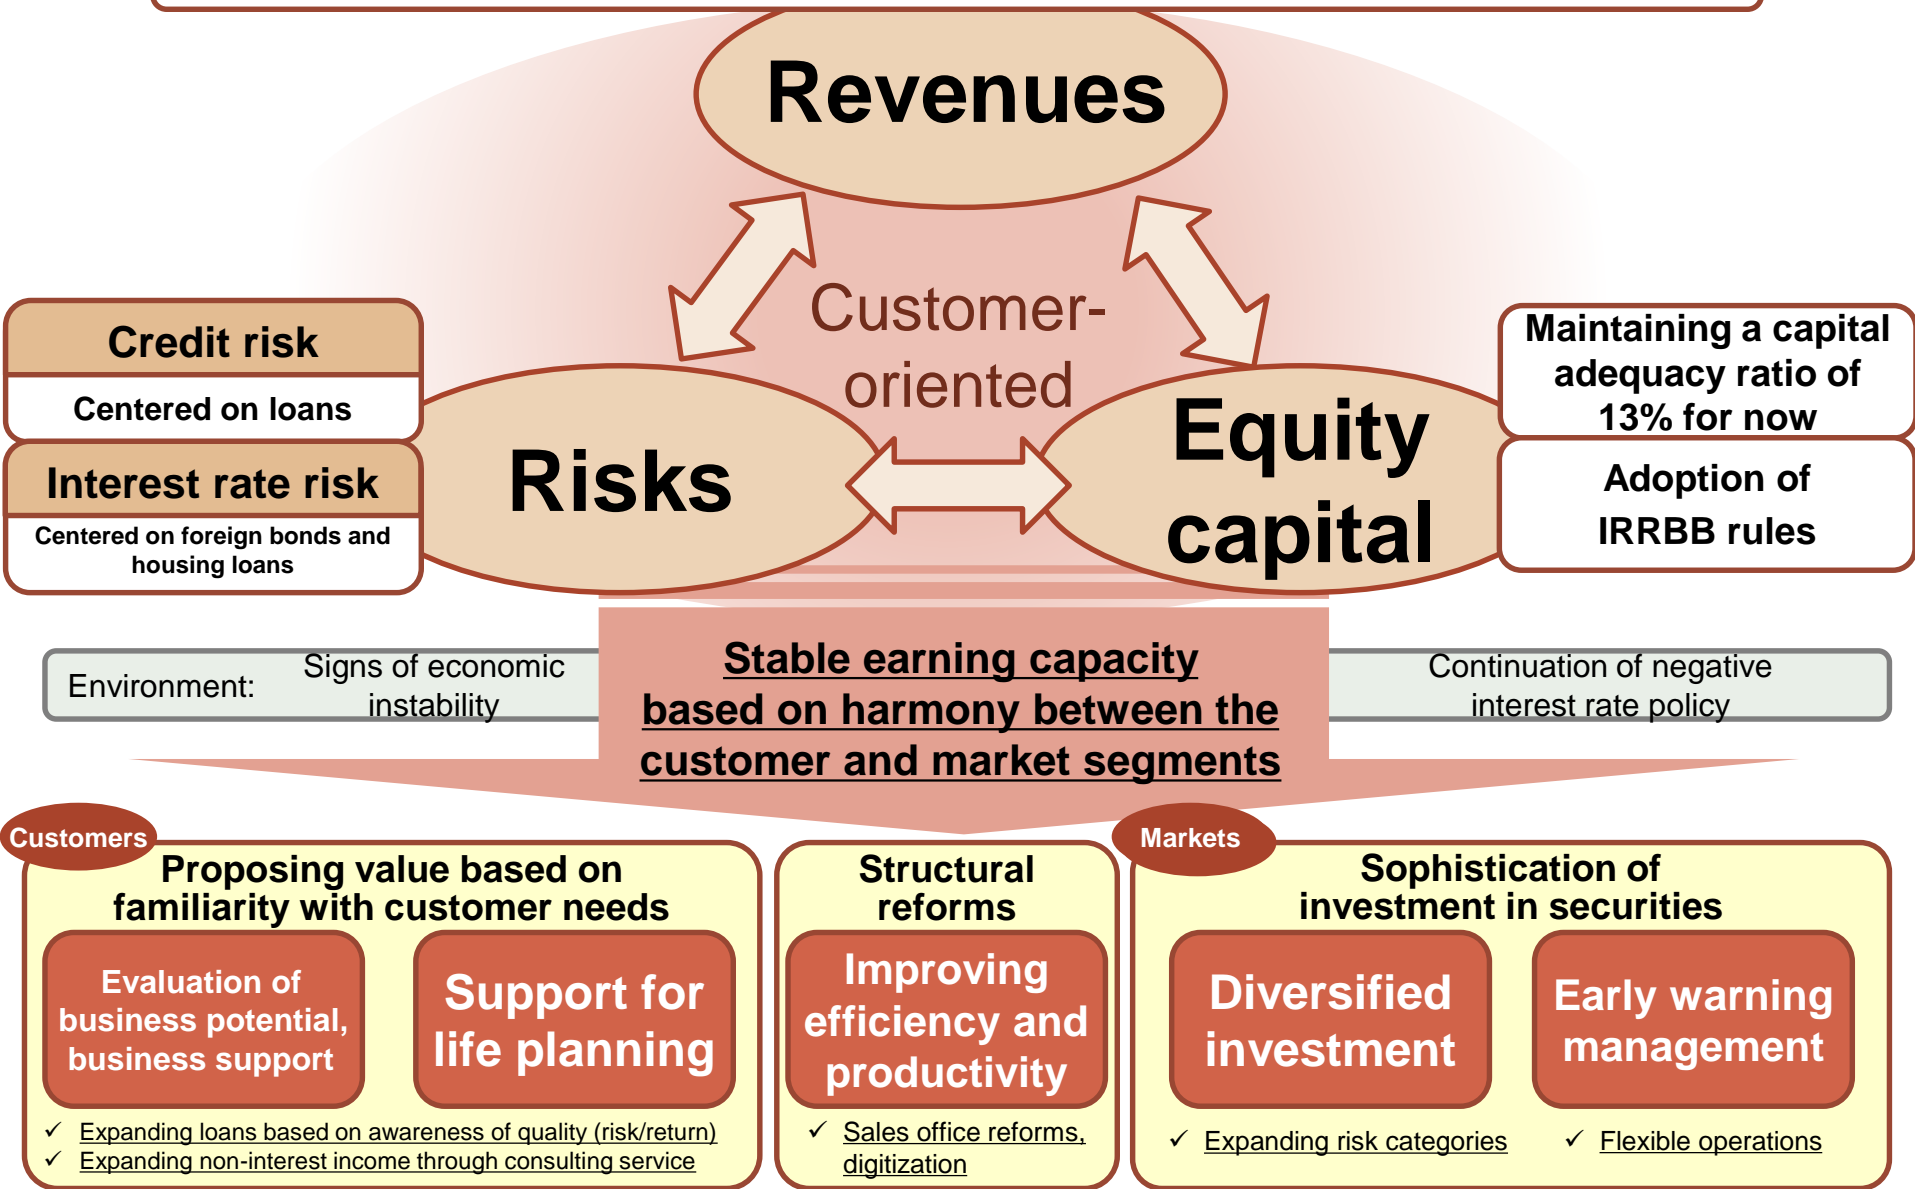 Revenues
Customer-
oriented
Credit risk
Centered on loans
Interest rate risk
Centered on foreign bonds and
housing loans
Risks
Equity
capital
Maintaining a capital
adequacy ratio of
13% for now
Adoption of
IRRBB rules
Environment:
Signs of economic
instability
Stable earning capacity
based on harmony between the
customer and market segments
Continuation of negative
interest rate policy
Customers
Proposing value based on
familiarity with customer needs
Evaluation of
business potential,
business support
Support for
life planning
✓ Expanding loans based on awareness of quality (risk/return)
✓ Expanding non-interest income through consulting service
Structural
reforms
Improving
efficiency and
productivity
✓ Sales office reforms,
digitization
Markets
Sophistication of
investment in securities
Diversified
investment
Early warning
management
✓ Expanding risk categories
✓ Flexible operations